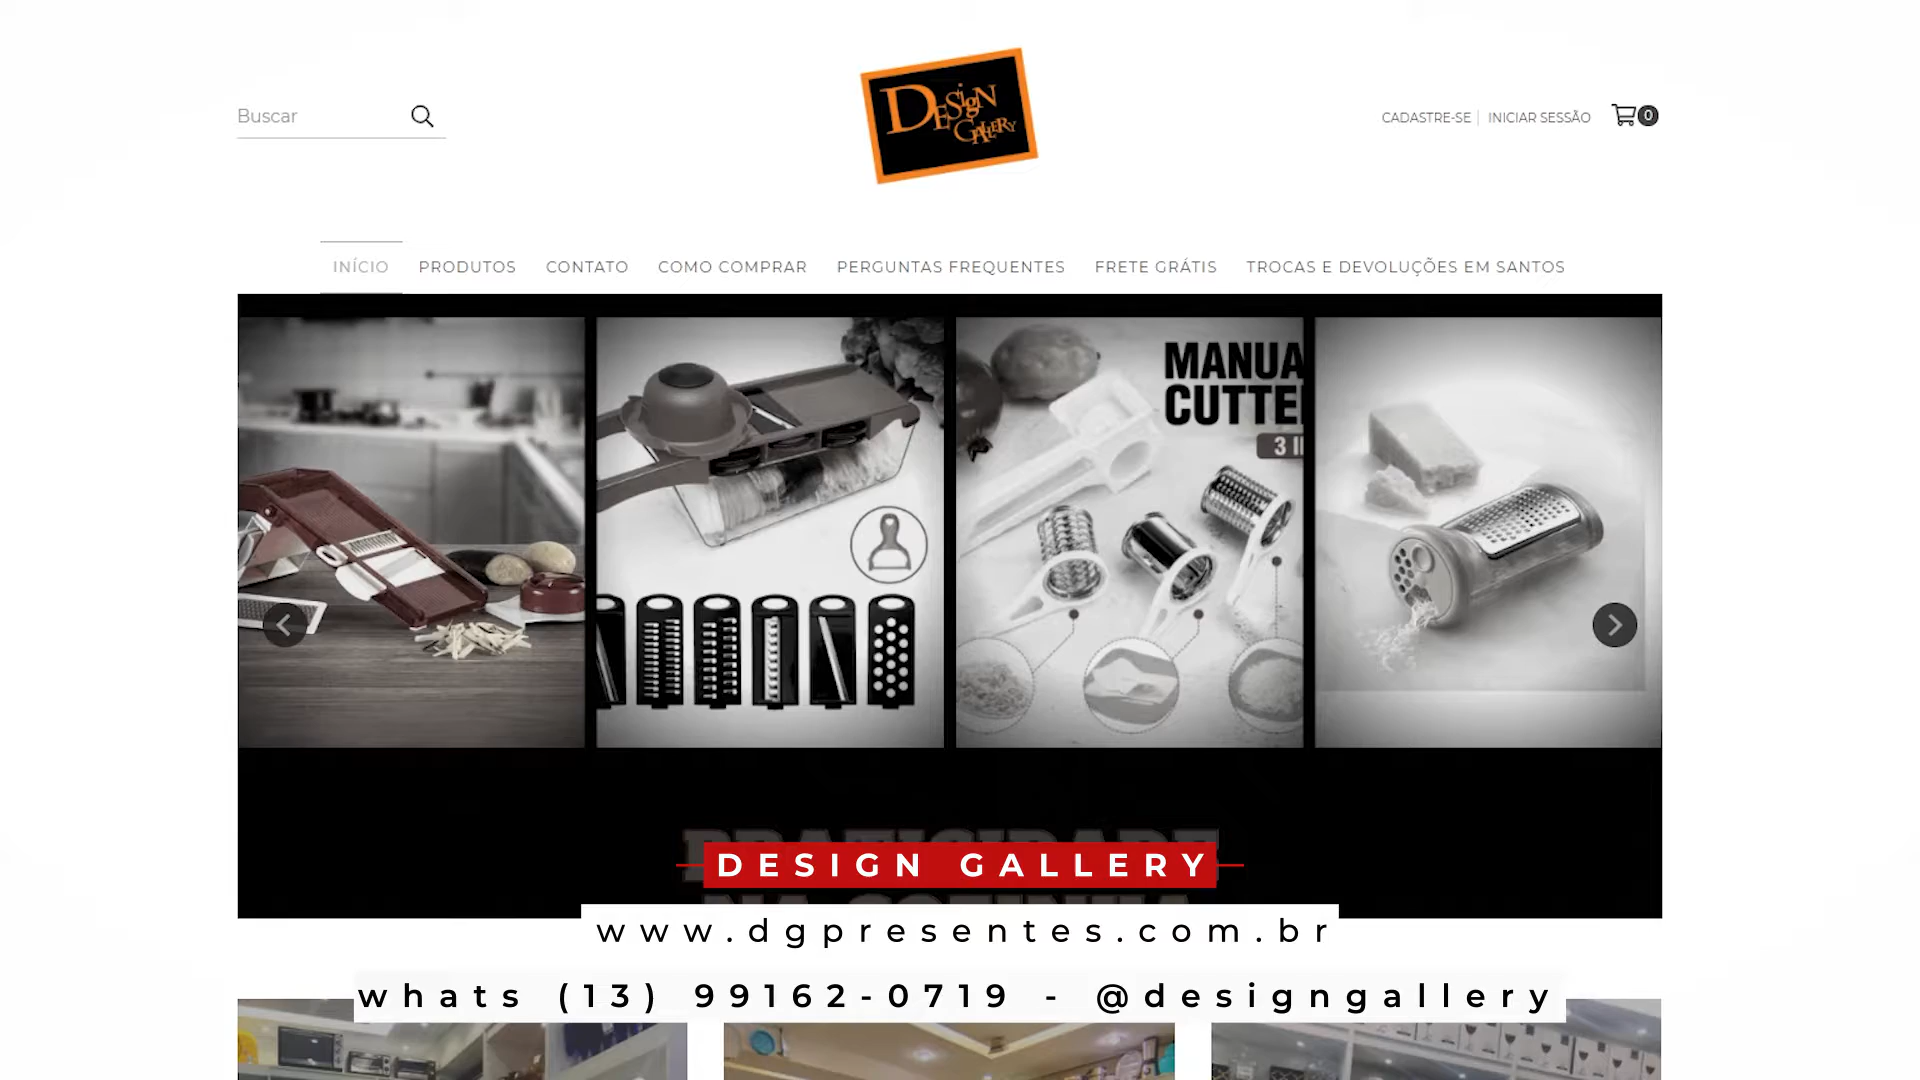 Buscar
DESiGN
GALLERY
CADASTRE-SE
INICIAR SESSÃO
0
INÍCIO
PRODUTOS
CONTATO
COMO COMPRAR
PERGUNTAS FREQUENTES
FRETE GRÁTIS
TROCAS E DEVOLUÇÕES EM SANTOS
MANUA
CUTTE
3 I
DESIGN GALLERY
www.dgpresentes.com.br
whats (13) 99162-0719 - @designgallery